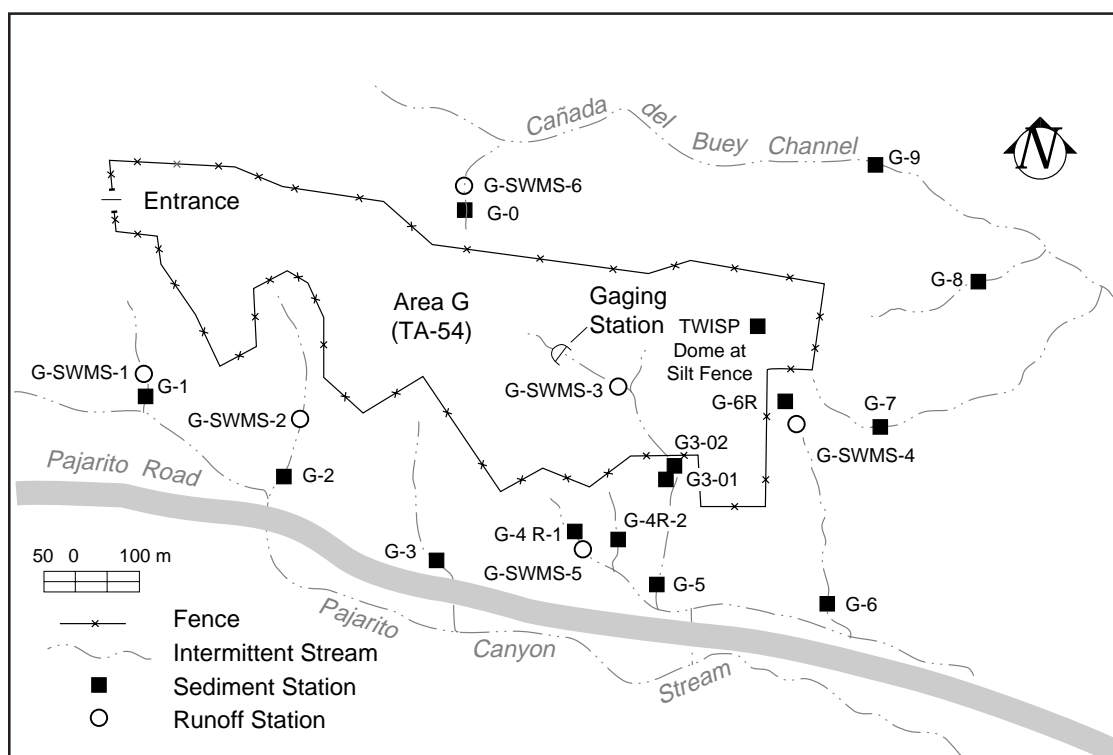 Cañada del Buey Channel
N
G-9
Entrance
G-SWMS-6
G-0
G-8
Area G
(TA-54)
Gaging
Station
TWISP
Dome at
Silt Fence
G-SWMS-1
G-1
G-SWMS-3
G-6R
G-7
G-SWMS-2
G-SWMS-4
G3-02
G3-01
Pajarito Road
G-2
G-4 R-1
G-4R-2
G-3
G-SWMS-5
G-5
G-6
50 0 100 m
Pajarito Canyon Stream
Fence
Intermittent Stream
Sediment Station
Runoff Station